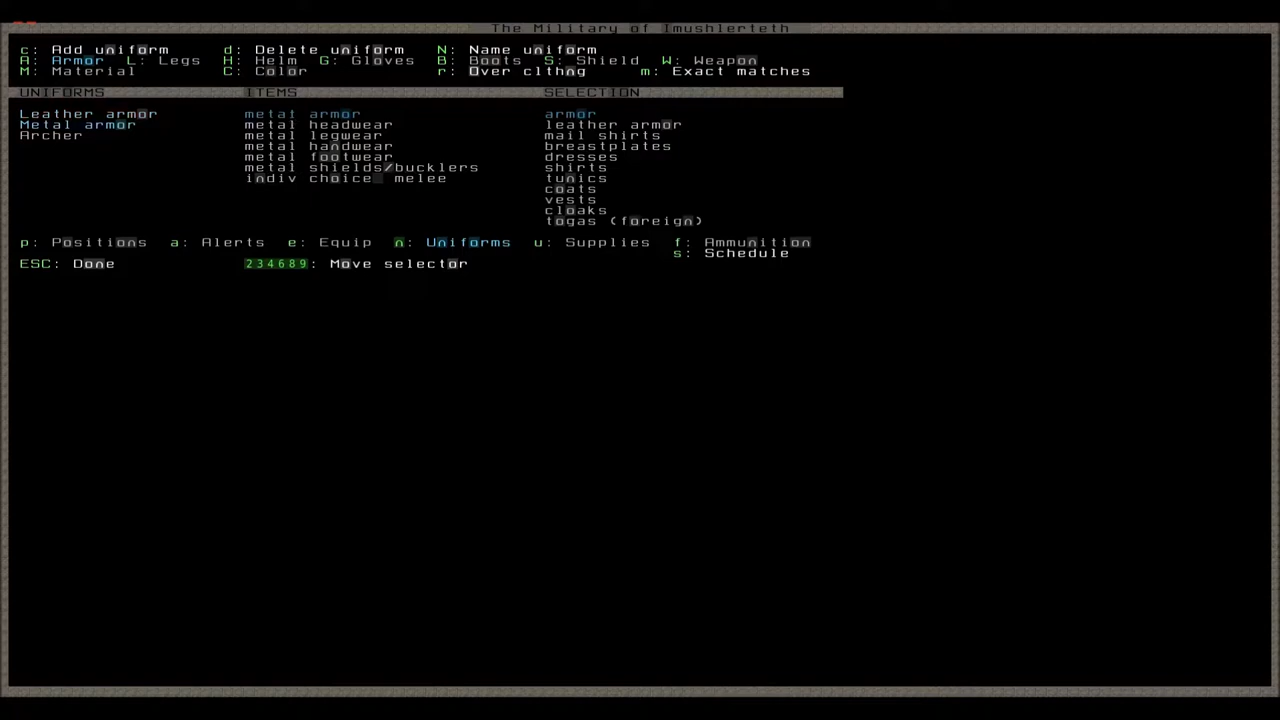 The Military of Imushlerteth
c: Add uniform d: Delete uniform N: Name uniform
A: Armor L: Legs H: Helm G: Gloves B: Boots S: Shield W: Weapon
M: Material C: Color r: Over clthng m: Exact matches
UNIFORMS ITEMS SELECTION
Leather armor metal armor armor
Metal armor metal headwear leather armor
Archer metal legwear mail shirts
metal handwear breastplates
metal footwear dresses
metal shields/bucklers shirts
indiv choice melee tunics
coats
vests
cloaks
togas (foreign)
p: Positions a: Alerts e: Equip n: Uniforms u: Supplies f: Ammunition
s: Schedule
ESC: Done 234689: Move selector